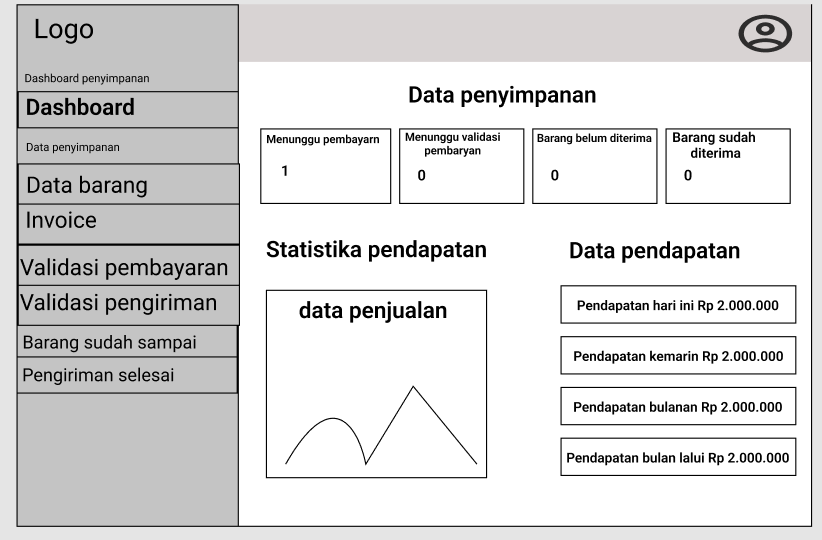 Logo
Dashboard penyimpanan
Dashboard
Data penyimpanan
Data barang
Invoice
Validasi pembayaran
Validasi pengiriman
Barang sudah sampai
Pengiriman selesai
Data penyimpanan
Menunggu pembayarn
1
Menunggu validasi
pembaryan
0
Barang belum diterima
0
Barang sudah
diterima
0
Statistika pendapatan
data penjualan
Data pendapatan
Pendapatan hari ini Rp 2.000.000
Pendapatan kemarin Rp 2.000.000
Pendapatan bulanan Rp 2.000.000
Pendapatan bulan lalui Rp 2.000.000